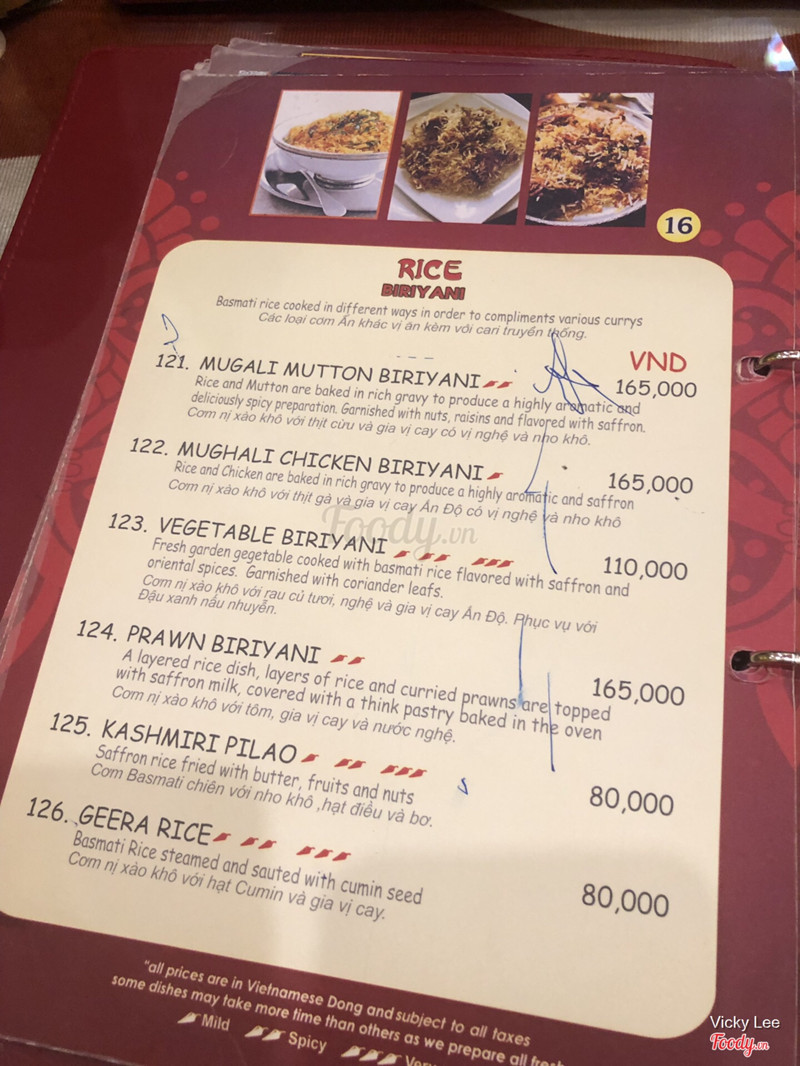 16
RICE
BIRIYANI
Basmati rice cooked in different ways in order to compliments various currys
Các loại cơm Ấn khác vị ăn kèm với cari truyền thống.
VND
121. MUGALI MUTTON BIRIYANI 165,000
Rice and Mutton are baked in rich gravy to produce a highly aromatic and
deliciously spicy preparation. Garnished with nuts, raisins and flavored with saffron.
Cơm nị xào khô với thịt cừu và gia vị cay có vị nghệ và nho khô.
122. MUGHALI CHICKEN BIRIYANI 165,000
Rice and Chicken are baked in rich gravy to produce a highly aromatic and saffron
Cơm nị xào khô với thịt gà và gia vị cay Ấn Độ có vị nghệ và nho khô
123. VEGETABLE BIRIYANI 110,000
Fresh garden gegetable cooked with basmati rice flavored with saffron and
oriental spices. Garnished with coriander leafs.
Cơm nị xào khô với rau củ tươi, nghệ và gia vị cay Ấn Độ. Phục vụ với
Đậu xanh nấu nhuyễn.
124. PRAWN BIRIYANI 165,000
A layered rice dish, layers of rice and curried prawns are topped
with saffron milk, covered with a think pastry baked in the oven
Cơm nị xào khô với tôm, gia vị cay và nước nghệ.
125. KASHMIRI PILAO 80,000
Saffron rice fried with butter, fruits and nuts
Cơm Basmati chiên với nho khô ,hạt điều và bơ.
126. GEERA RICE 80,000
Basmati Rice steamed and sauted with cumin seed
Cơm nị xào khô với hạt Cumin và gia vị cay.
"all prices are in Vietnamese Dong and subject to all taxes
some dishes may take more time than others as we prepare all fresh
Mild Spicy
Foody.vn
Vicky Lee
Foody.vn